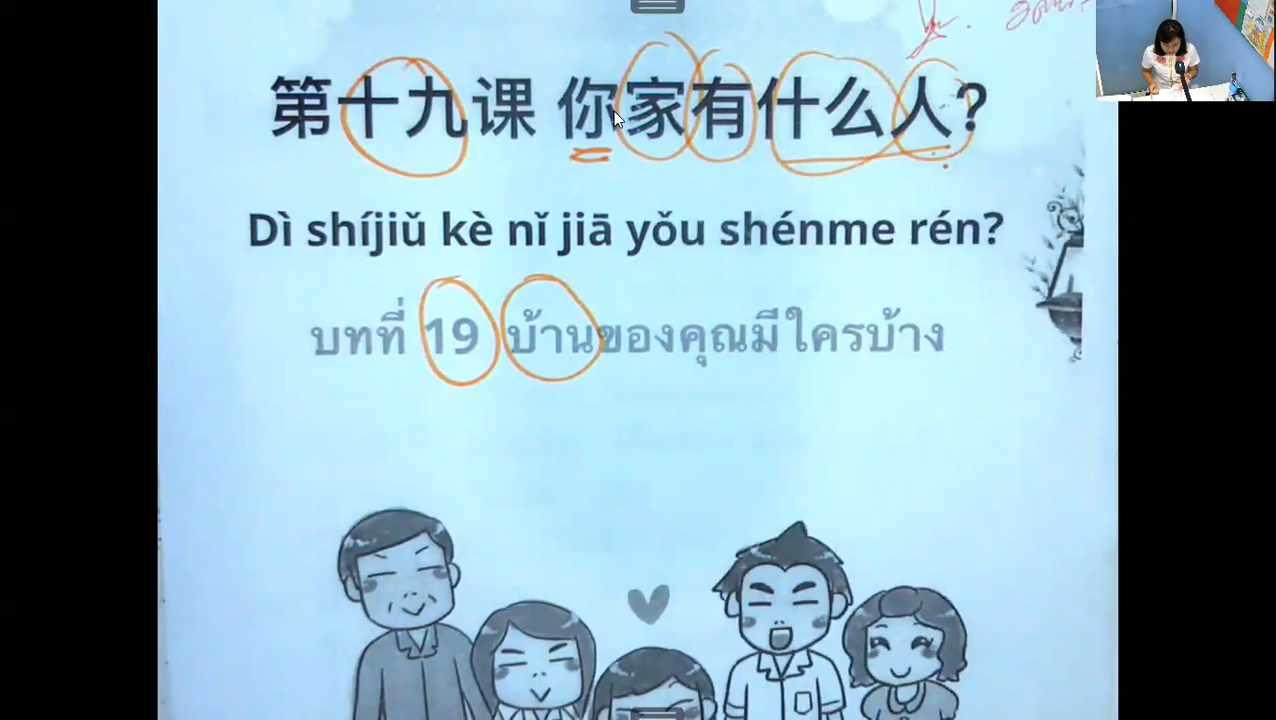 第十九课 你家有什么人?
Dì shíjiǔ kè nǐ jiā yǒu shénme rén?
บทที่ 19 บ้านของคุณมีใครบ้าง